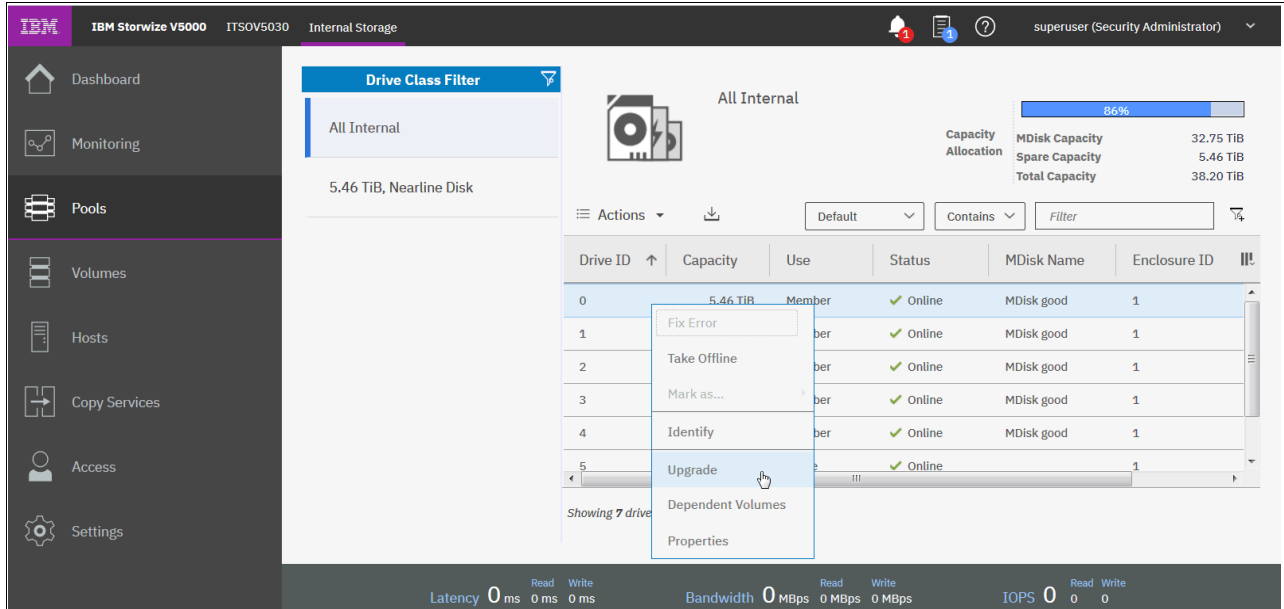 IBM IBM Storwize V5000 ITSOV5030 Internal Storage 1 1 ? superuser (Security Administrator)
Dashboard
Monitoring
Pools
Volumes
Hosts
Copy Services
Access
Settings
Drive Class Filter
All Internal
5.46 TiB, Nearline Disk
All Internal
Capacity
Allocation
86%
MDisk Capacity 32.75 TiB
Spare Capacity 5.46 TiB
Total Capacity 38.20 TiB
Actions Default Contains Filter
Drive ID Capacity Use Status MDisk Name Enclosure ID
0 5.46 TiB Member Online MDisk good 1
1 ber Online MDisk good 1
2 ber Online MDisk good 1
3 ber Online MDisk good 1
4 ber Online MDisk good 1
5 Online 1
Fix Error
Take Offline
Mark as...
Identify
Upgrade
Dependent Volumes
Properties
Showing 7 drive
Latency 0 ms Read 0 ms Write 0 ms
Bandwidth 0 MBps Read 0 MBps Write 0 MBps
IOPS 0 Read 0 Write 0